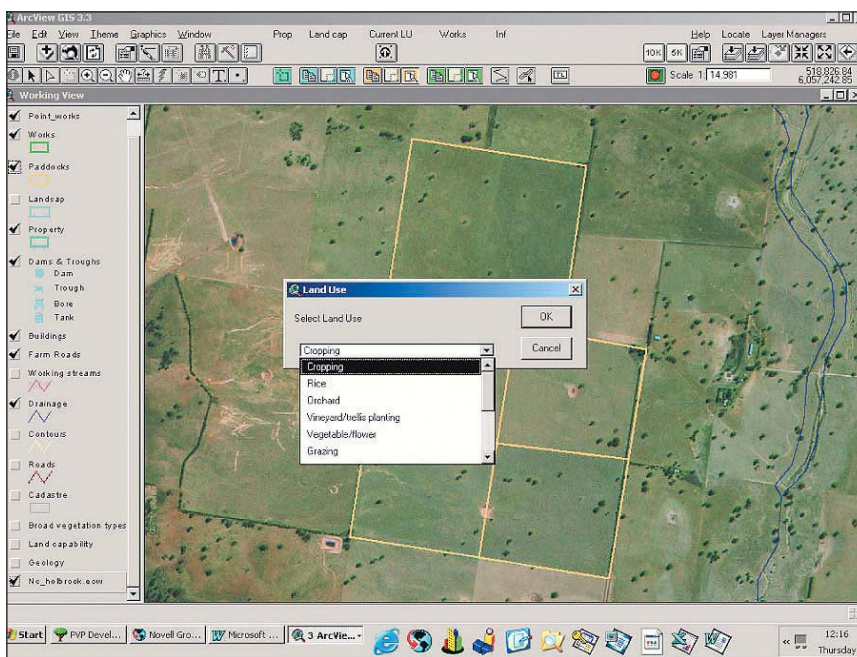 ArcView GIS 3.3
File Edit View Theme Graphics Window Prop Land cap Current LU Works Inf Help Locate Layer Managers
10K 5K
T Scale 1: 14,981 518,826.84
6,057,242.85
Working View
Point_works
Works
Paddocks
Landcap
Property
Dams & Troughs
Dam
Trough
Bore
Tank
Buildings
Farm Roads
Working streams
Drainage
Contours
Roads
Cadastre
Broad vegetation types
Land capability
Geology
Land Use
Select Land Use
OK
Cancel
Cropping
Cropping
Rice
Orchard
Vineyard/trellis planting
Vegetable/flower
Grazing
Start PVP Devel... Novell Gro... Microsoft ... 3 ArcVie... 12:16
Thursday